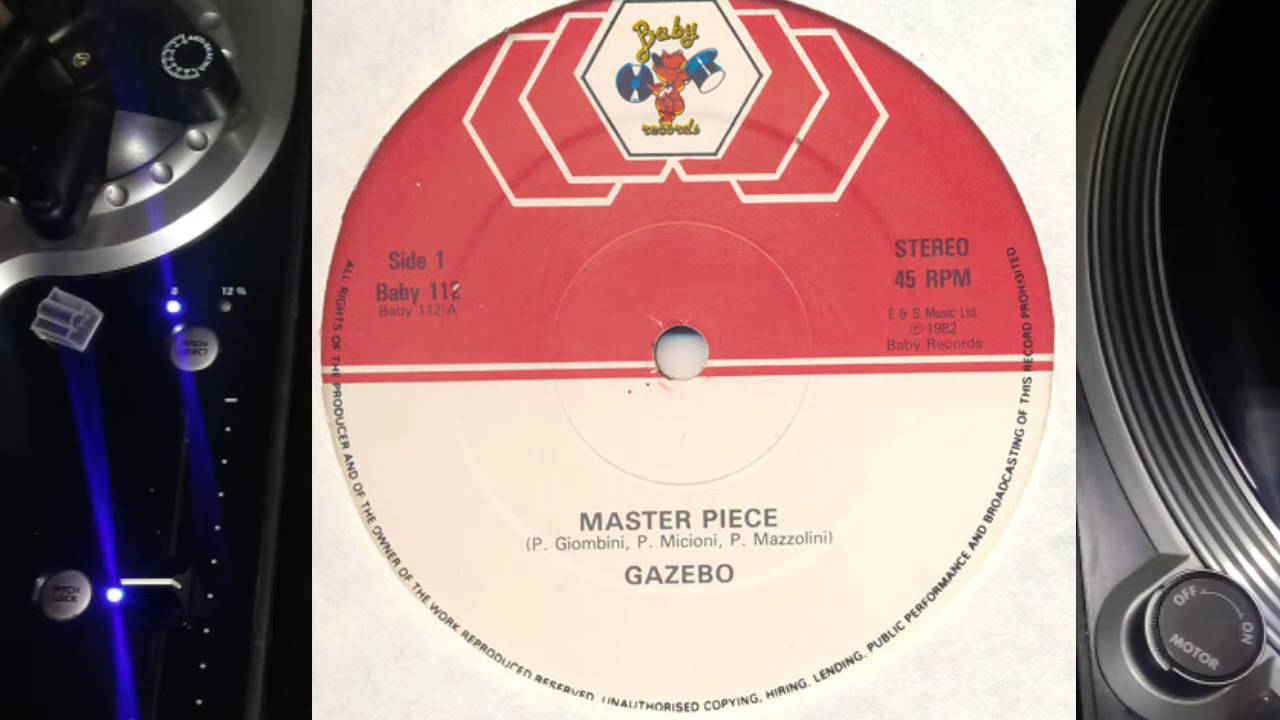 Baby
records
Side 1
Baby 112
Baby 112-A
STEREO
45 RPM
E & S Music Ltd.
℗ 1982
Baby Records
MASTER PIECE
(P. Giombini, P. Micioni, P. Mazzolini)
GAZEBO
ALL RIGHTS OF THE PRODUCER AND OF THE OWNER OF THE WORK REPRODUCED RESERVED. UNAUTHORISED COPYING, HIRING, LENDING, PUBLIC PERFORMANCE AND BROADCASTING OF THIS RECORD PROHIBITED
12 %
PITCH
LOCK
OFF
ON
MOTOR